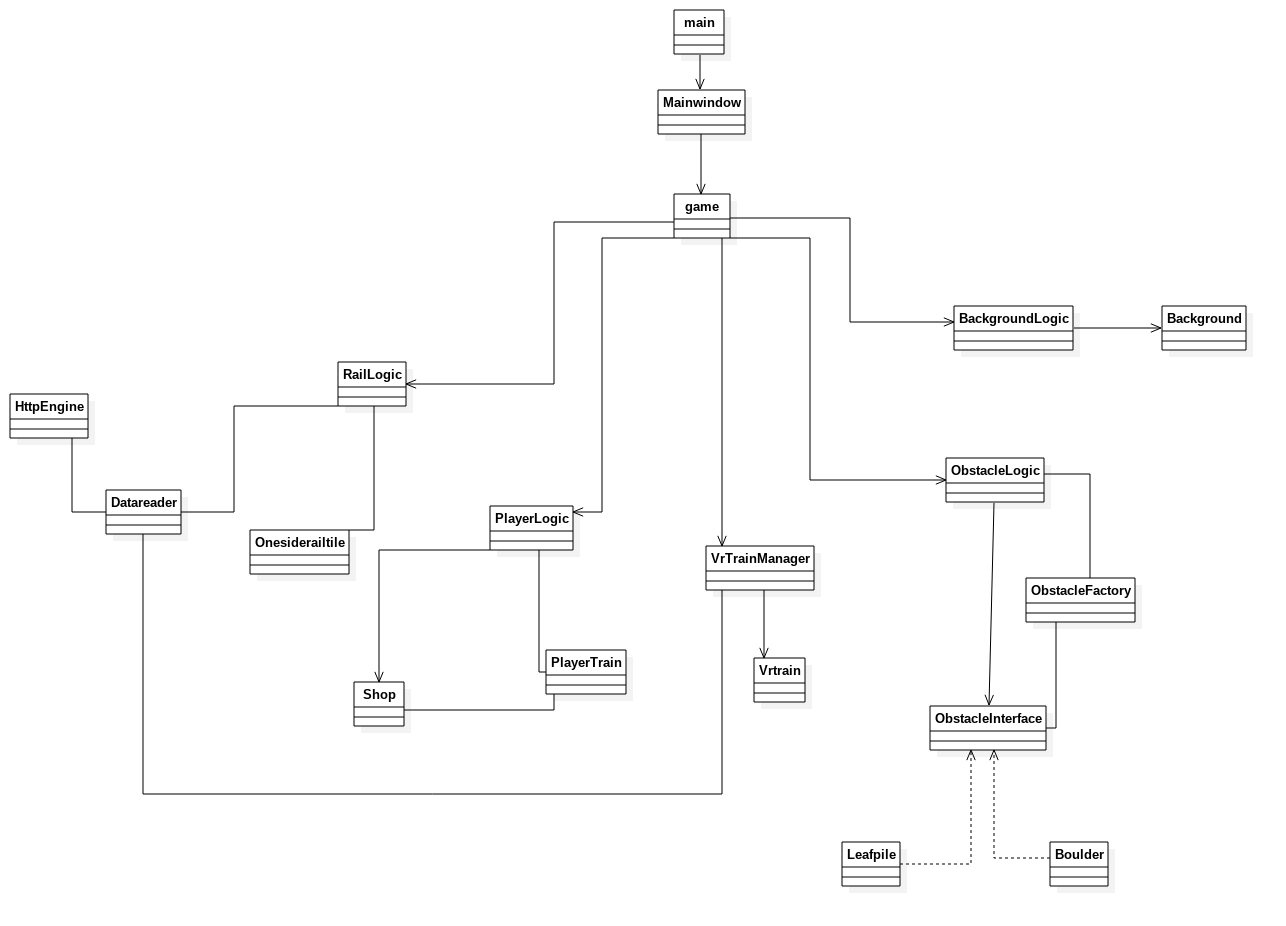 main
Mainwindow
game
BackgroundLogic
Background
RailLogic
HttpEngine
ObstacleLogic
Datareader
PlayerLogic
Onesiderailtile
VrTrainManager
ObstacleFactory
PlayerTrain
Vrtrain
Shop
ObstacleInterface
Leafpile
Boulder